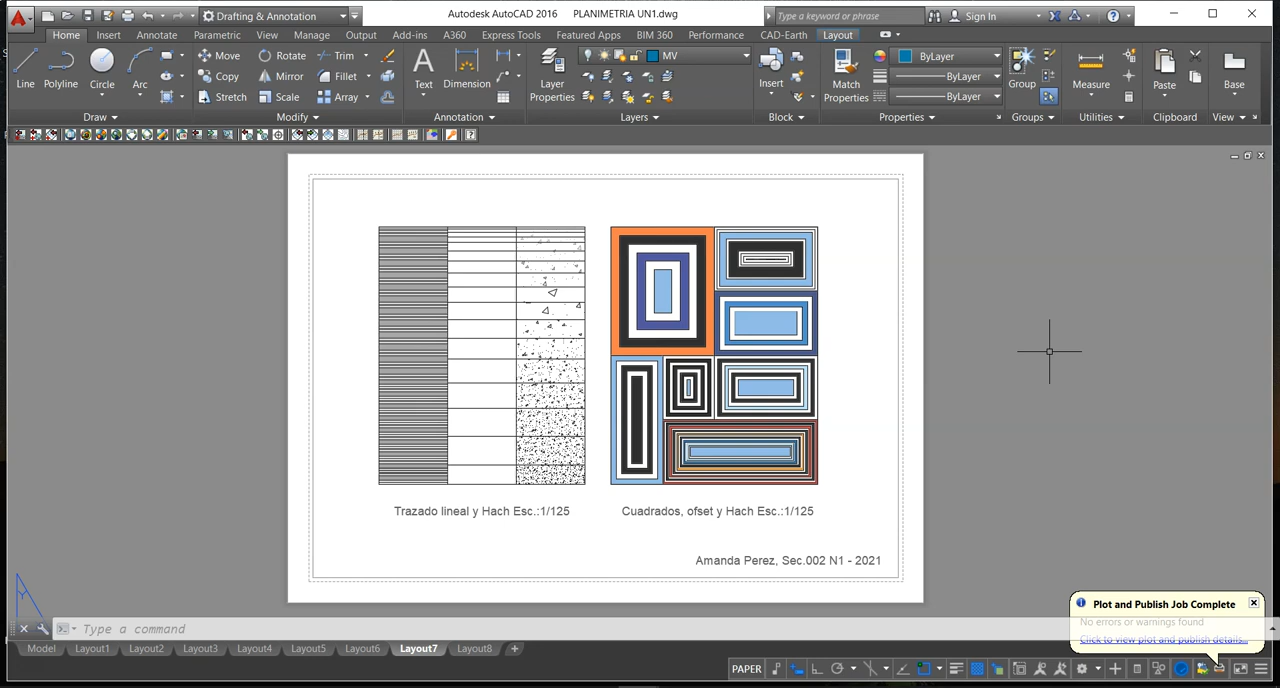 Drafting & Annotation
Autodesk AutoCAD 2016 PLANIMETRIA UN1.dwg
Type a keyword or phrase
Sign In
Home Insert Annotate Parametric View Manage Output Add-ins A360 Express Tools Featured Apps BIM 360 Performance CAD-Earth Layout
Line Polyline Circle Arc
Move Rotate Trim
Copy Mirror Fillet
Stretch Scale Array
Text Dimension
Layer Properties
MV
Insert
Match Properties
ByLayer
ByLayer
ByLayer
Group
Measure
Paste
Base
Draw Modify Annotation Layers Block Properties Groups Utilities Clipboard View
Trazado lineal y Hach Esc.:1/125
Cuadrados, ofset y Hach Esc.:1/125
Amanda Perez, Sec.002 N1 - 2021
Y
Plot and Publish Job Complete
No errors or warnings found
Click to view plot and publish details...
Type a command
Model Layout1 Layout2 Layout3 Layout4 Layout5 Layout6 Layout7 Layout8 +
PAPER